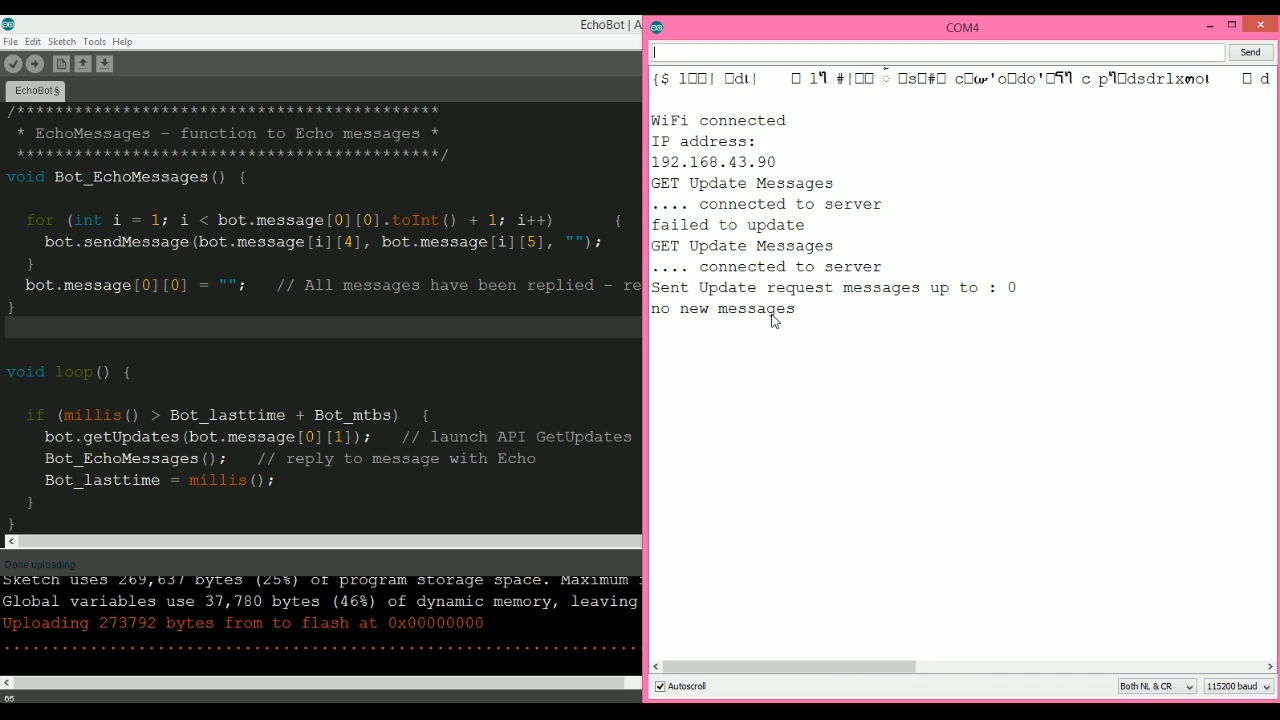 EchoBot | A
File Edit Sketch Tools Help
EchoBot §
/********************************************
* EchoMessages - function to Echo messages *
********************************************/
void Bot_EchoMessages() {
for (int i = 1; i < bot.message[0][0].toInt() + 1; i++) {
bot.sendMessage(bot.message[i][4], bot.message[i][5], "");
}
bot.message[0][0] = ""; // All messages have been replied - re
}
void loop() {
if (millis() > Bot_lasttime + Bot_mtbs) {
bot.getUpdates(bot.message[0][1]); // launch API GetUpdates
Bot_EchoMessages(); // reply to message with Echo
Bot_lasttime = millis();
}
}
Done uploading.
Sketch uses 269,637 bytes (25%) of program storage space. Maximum
Global variables use 37,780 bytes (46%) of dynamic memory, leaving
Uploading 273792 bytes from to flash at 0x00000000
................................................................
65
COM4
Send
WiFi connected
IP address:
192.168.43.90
GET Update Messages
.... connected to server
failed to update
GET Update Messages
.... connected to server
Sent Update request messages up to : 0
no new messages
Autoscroll
Both NL & CR
115200 baud